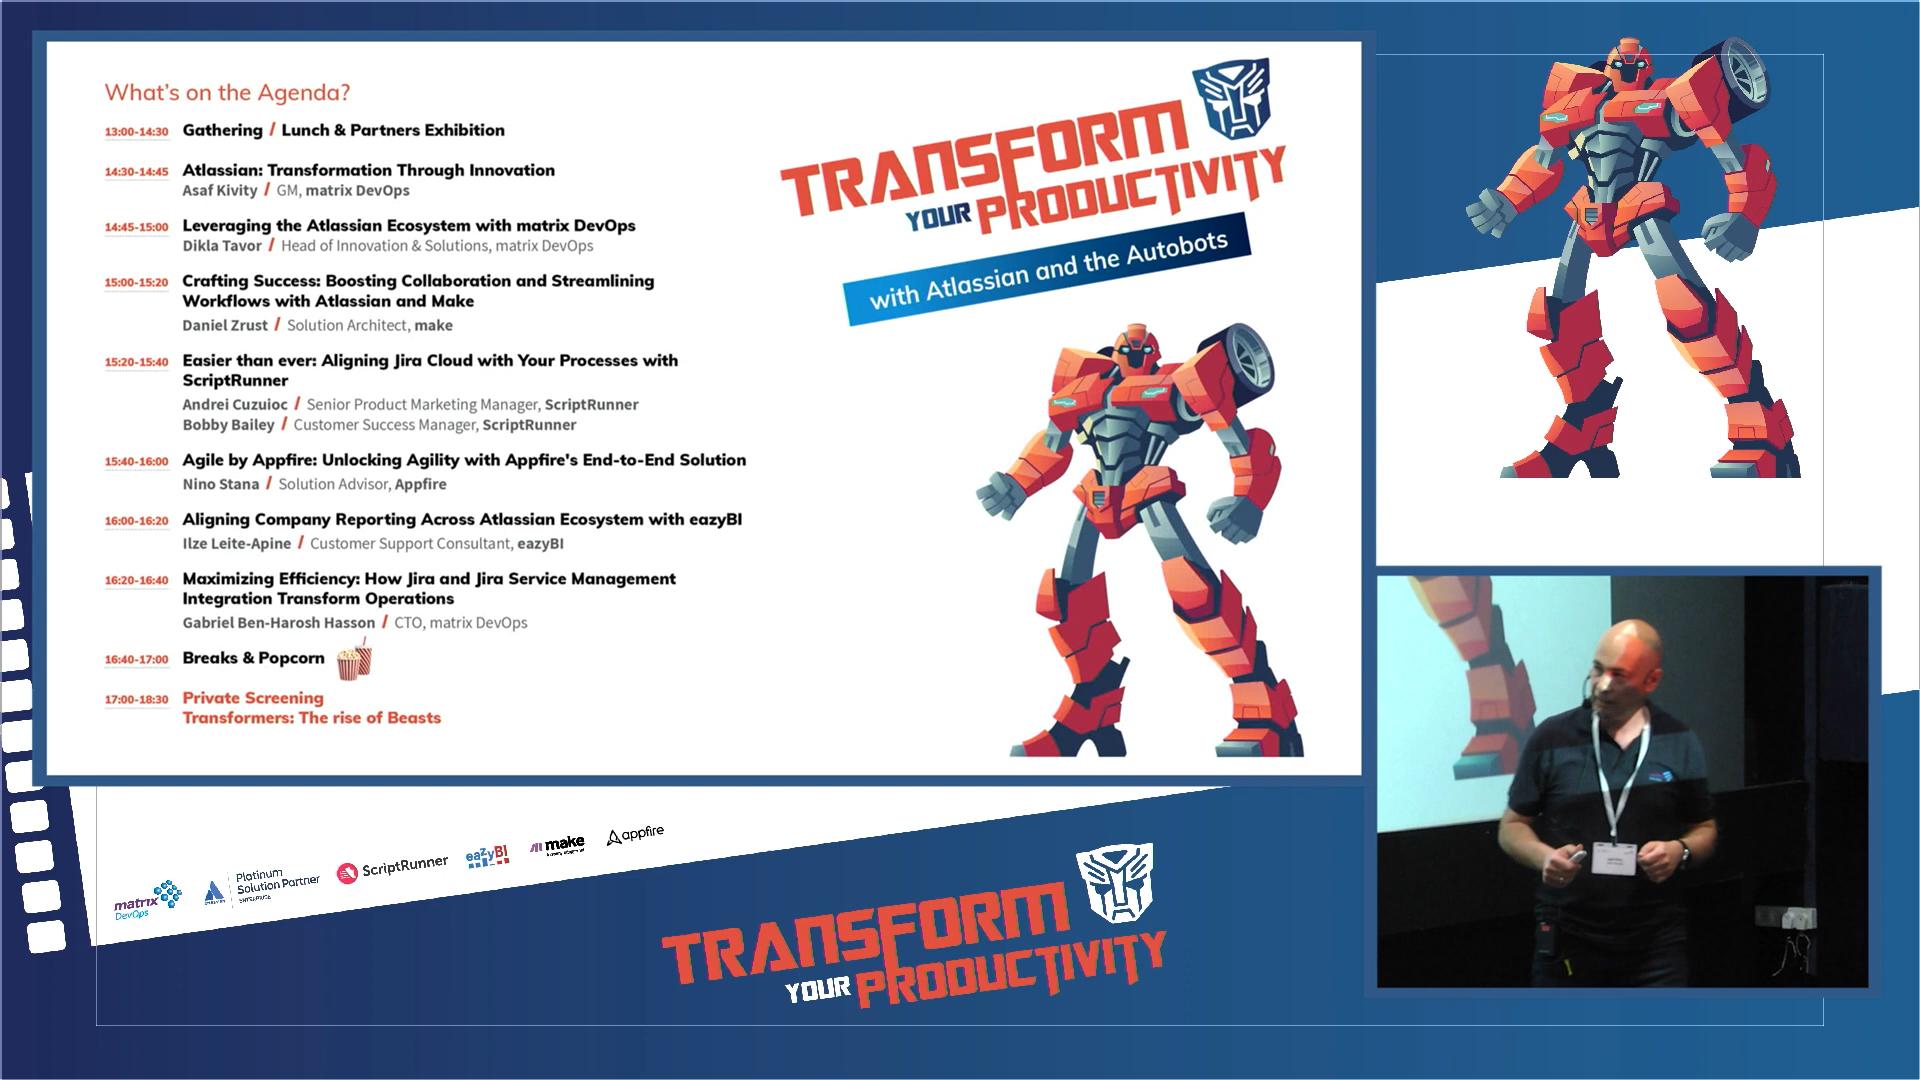 What's on the Agenda?
13:00-14:30 Gathering / Lunch & Partners Exhibition
14:30-14:45 Atlassian: Transformation Through Innovation
Asaf Kivity / GM, matrix DevOps
14:45-15:00 Leveraging the Atlassian Ecosystem with matrix DevOps
Dikla Tavor / Head of Innovation & Solutions, matrix DevOps
15:00-15:20 Crafting Success: Boosting Collaboration and Streamlining
Workflows with Atlassian and Make
Daniel Zrust / Solution Architect, make
15:20-15:40 Easier than ever: Aligning Jira Cloud with Your Processes with
ScriptRunner
Andrei Cuzuioc / Senior Product Marketing Manager, ScriptRunner
Bobby Bailey / Customer Success Manager, ScriptRunner
15:40-16:00 Agile by Appfire: Unlocking Agility with Appfire's End-to-End Solution
Nino Stana / Solution Advisor, Appfire
16:00-16:20 Aligning Company Reporting Across Atlassian Ecosystem with eazyBI
Ilze Leite-Apine / Customer Support Consultant, eazyBI
16:20-16:40 Maximizing Efficiency: How Jira and Jira Service Management
Integration Transform Operations
Gabriel Ben-Harosh Hasson / CTO, matrix DevOps
16:40-17:00 Breaks & Popcorn
17:00-18:30 Private Screening
Transformers: The rise of Beasts
TRANSFORM
YOUR PRODUCTIVITY
with Atlassian and the Autobots
matrix
DevOps
Platinum
Solution Partner
ENTERPRISE
ScriptRunner
eazyBI
make
appfire
TRANSFORM
YOUR PRODUCTIVITY